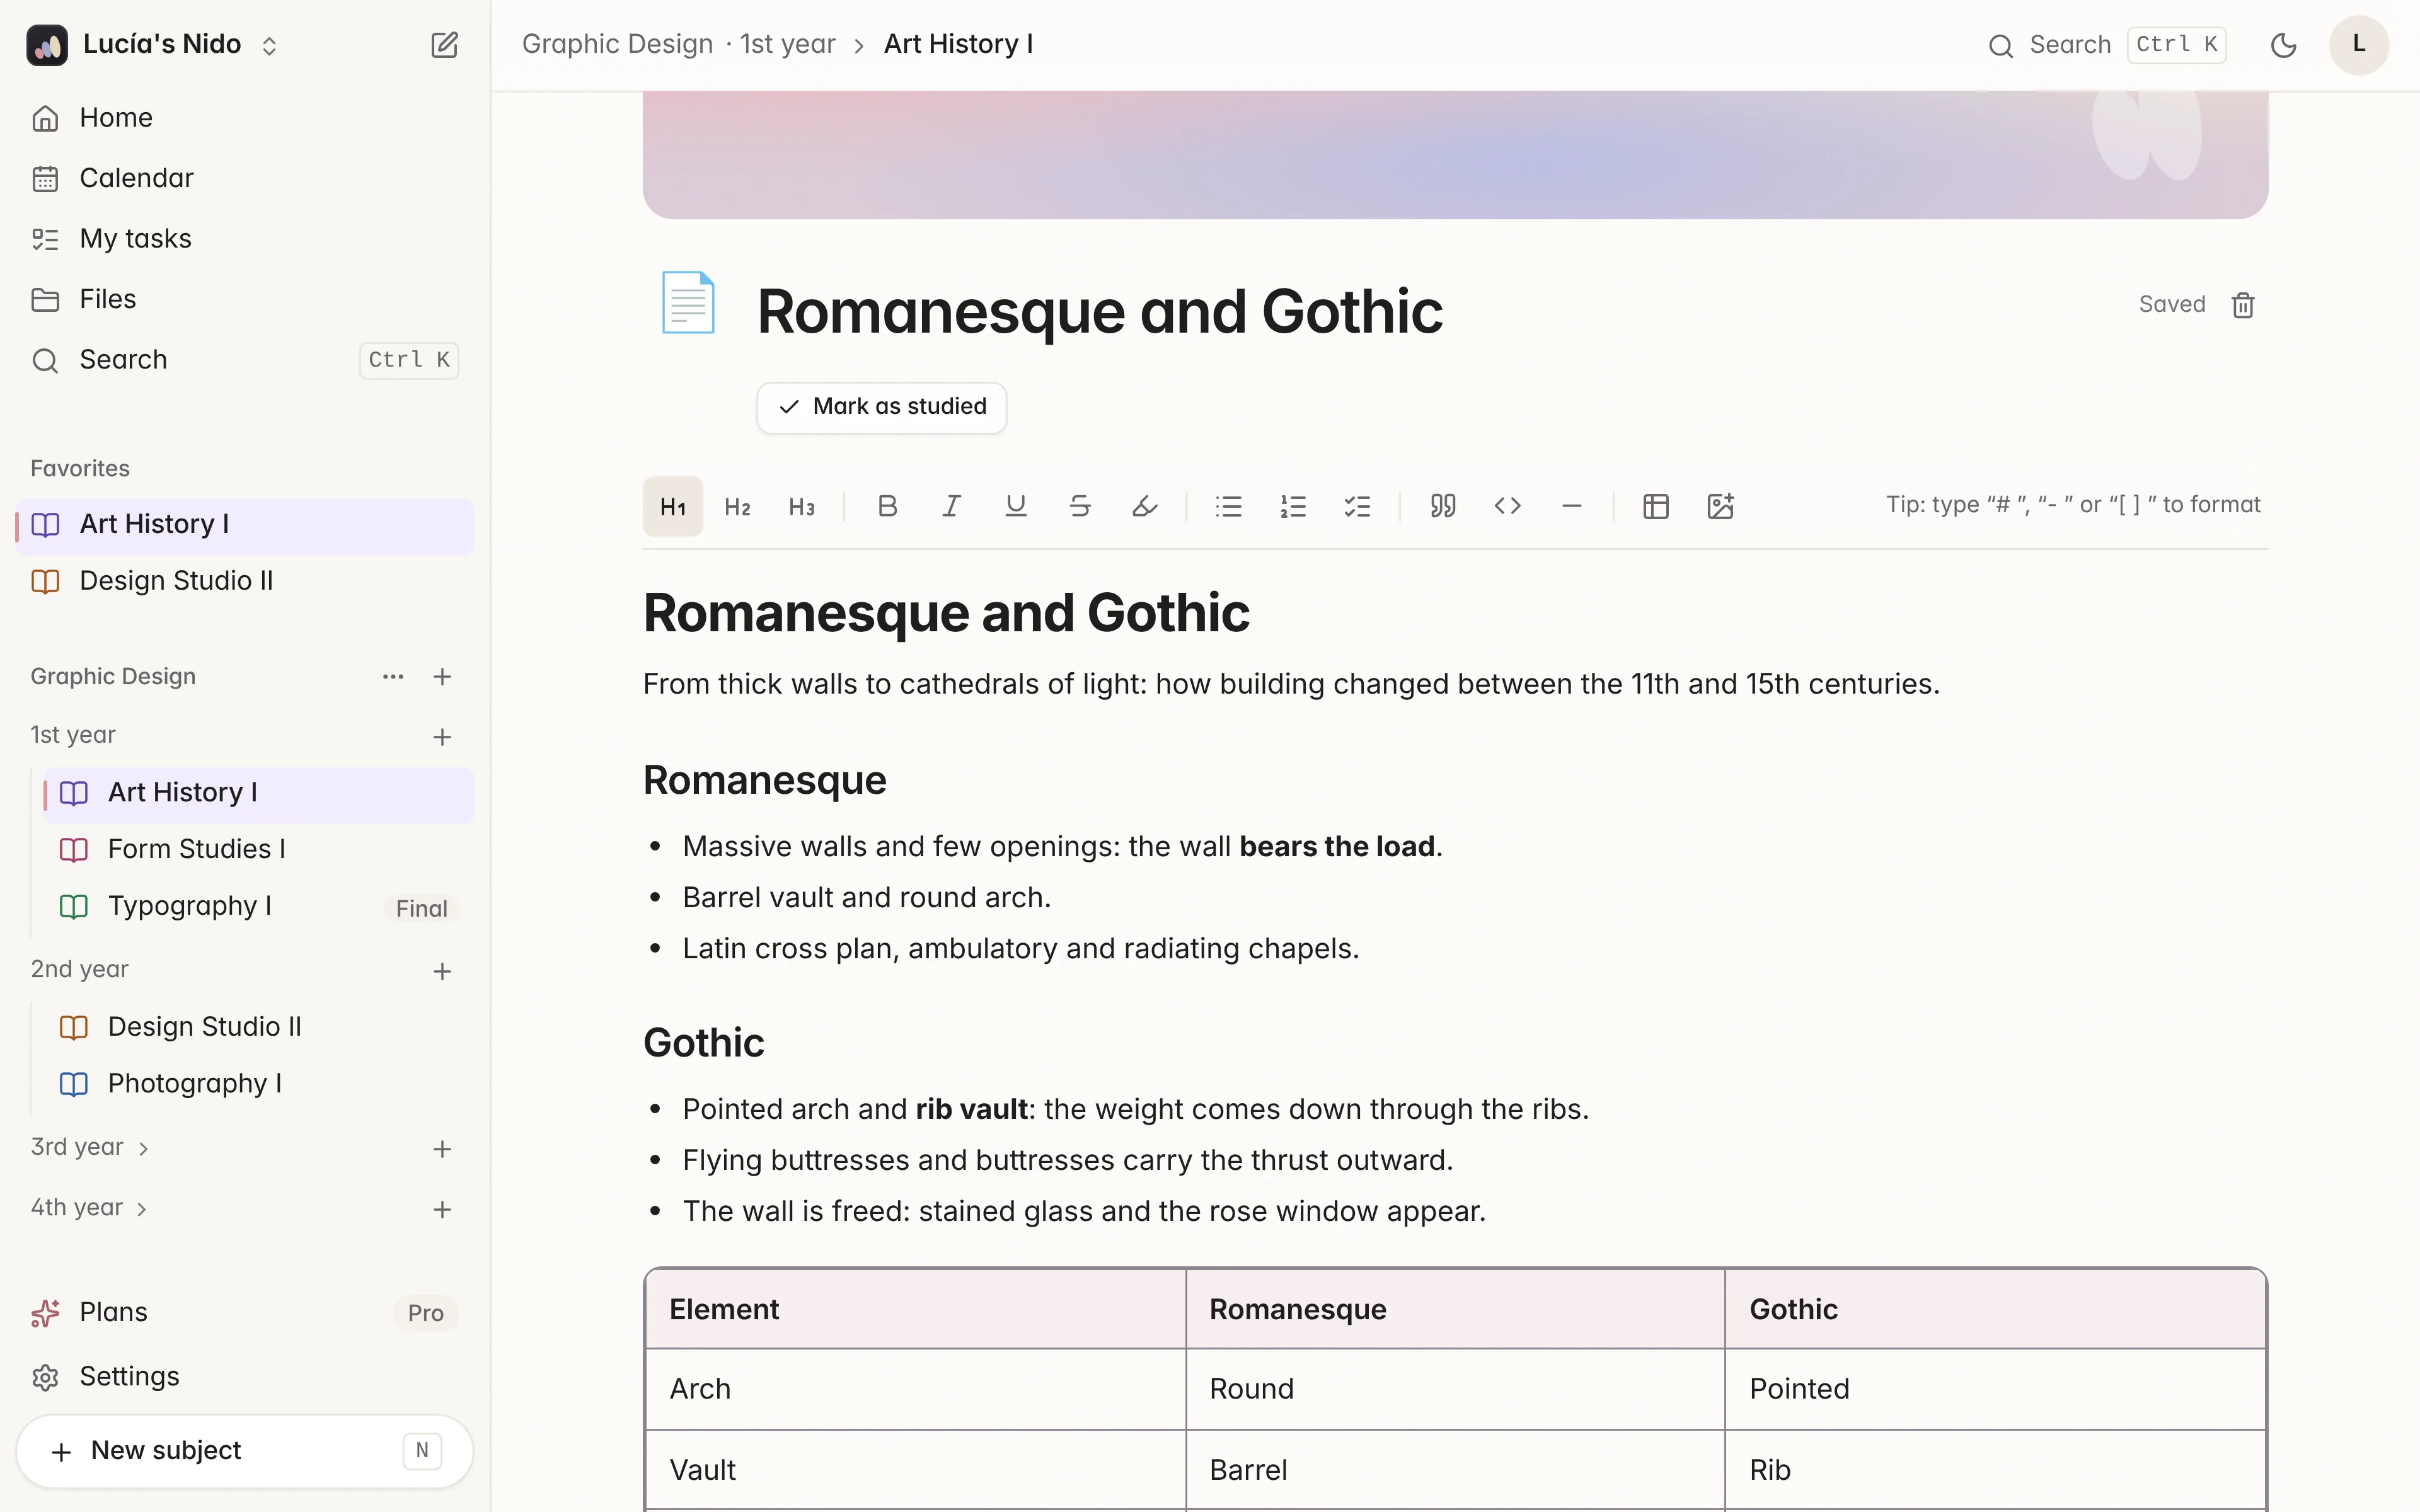 Lucía's Nido
Home
Calendar
My tasks
Files
Search Ctrl K
Favorites
Art History I
Design Studio II
Graphic Design
1st year
Art History I
Form Studies I
Typography I Final
2nd year
Design Studio II
Photography I
3rd year
4th year
Plans Pro
Settings
New subject N
Graphic Design · 1st year › Art History I
Search Ctrl K
L
Romanesque and Gothic
Saved
Mark as studied
H1 H2 H3 B I U S
Tip: type “# ”, “- ” or “[ ] ” to format
Romanesque and Gothic
From thick walls to cathedrals of light: how building changed between the 11th and 15th centuries.
Romanesque
• Massive walls and few openings: the wall bears the load.
• Barrel vault and round arch.
• Latin cross plan, ambulatory and radiating chapels.
Gothic
• Pointed arch and rib vault: the weight comes down through the ribs.
• Flying buttresses and buttresses carry the thrust outward.
• The wall is freed: stained glass and the rose window appear.
Element Romanesque Gothic
Arch Round Pointed
Vault Barrel Rib